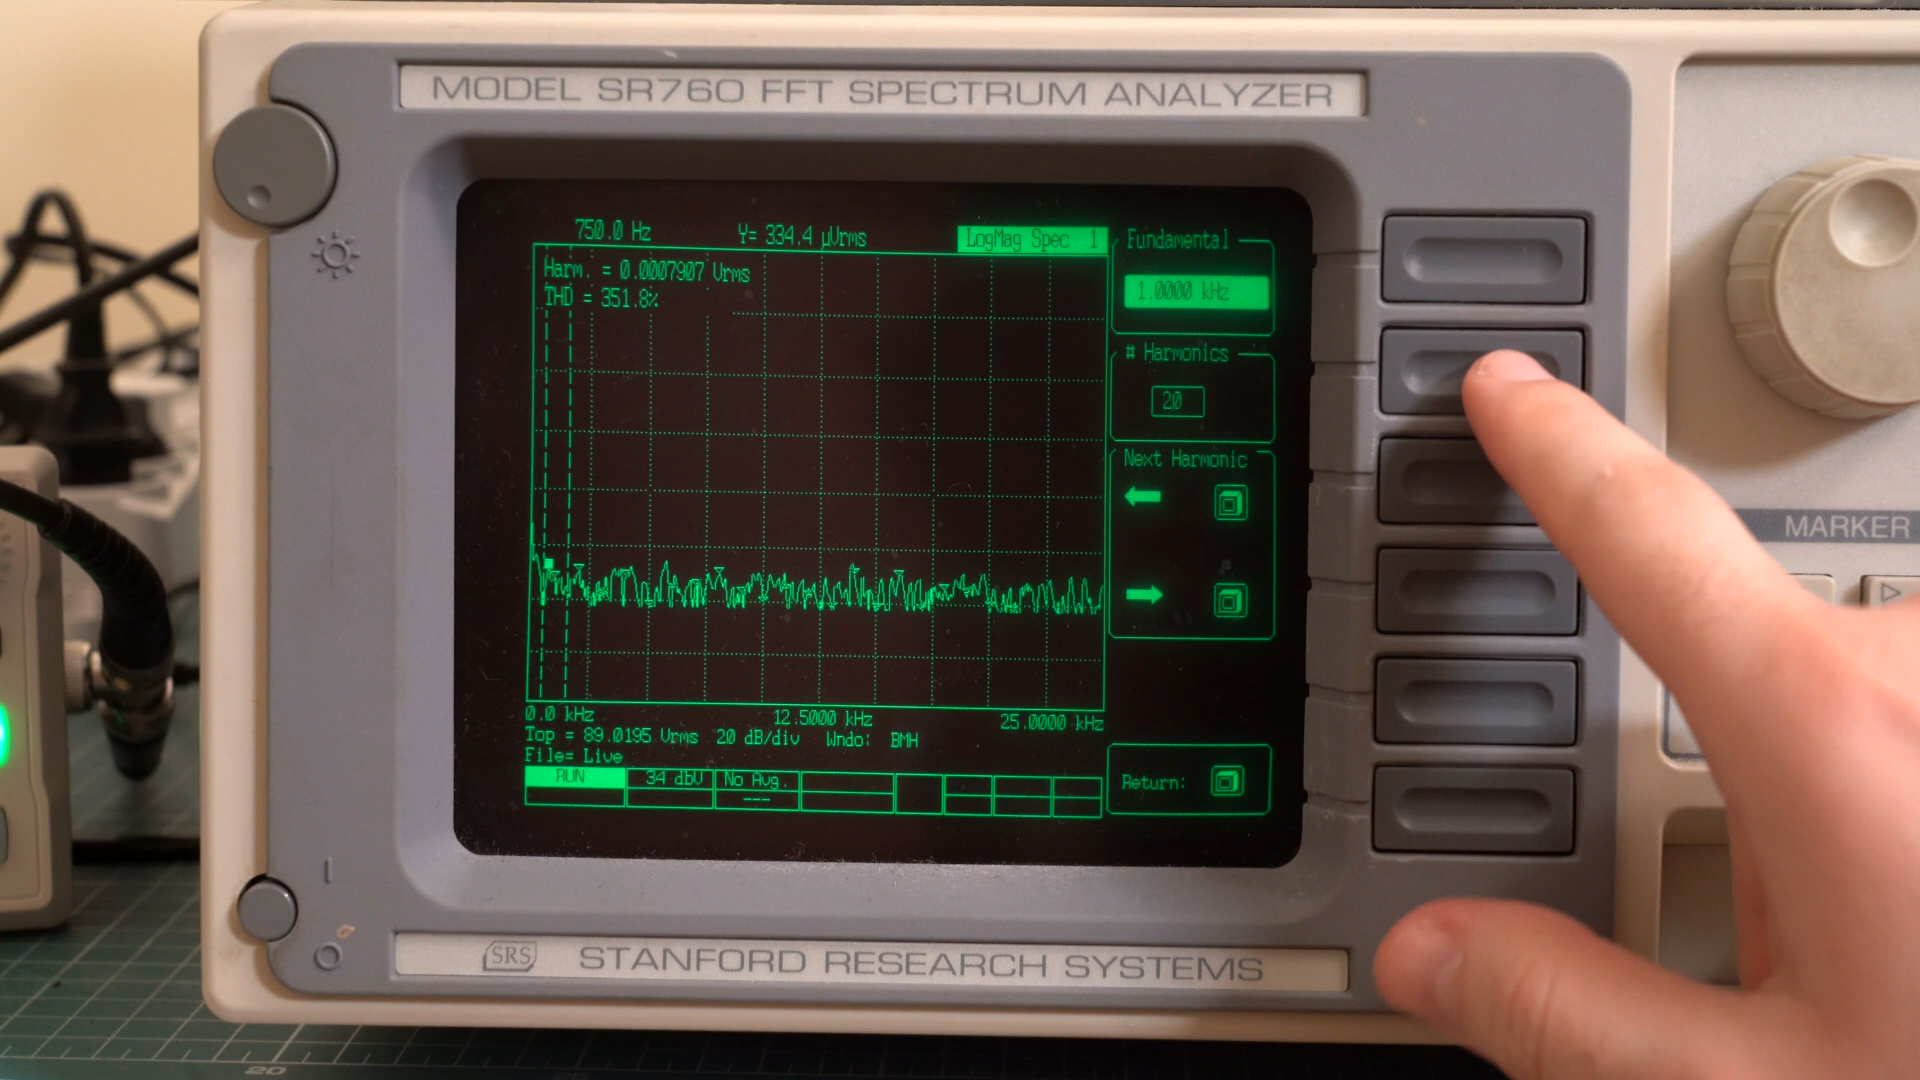 MODEL SR760 FFT SPECTRUM ANALYZER
750.0 Hz Y= 334.4 µVrms LogMag Spec 1
Harm. = 0.0007907 Vrms
THD = 351.8%
Fundamental
1.0000 kHz
# Harmonics
20
Next Harmonic
0.0 kHz 12.5000 kHz 25.0000 kHz
Top = 89.0195 Vrms 20 dB/div Wndo: BMH
File= Live
RUN 34 dbV No Avg.
---
Return:
MARKER
SRS STANFORD RESEARCH SYSTEMS
20